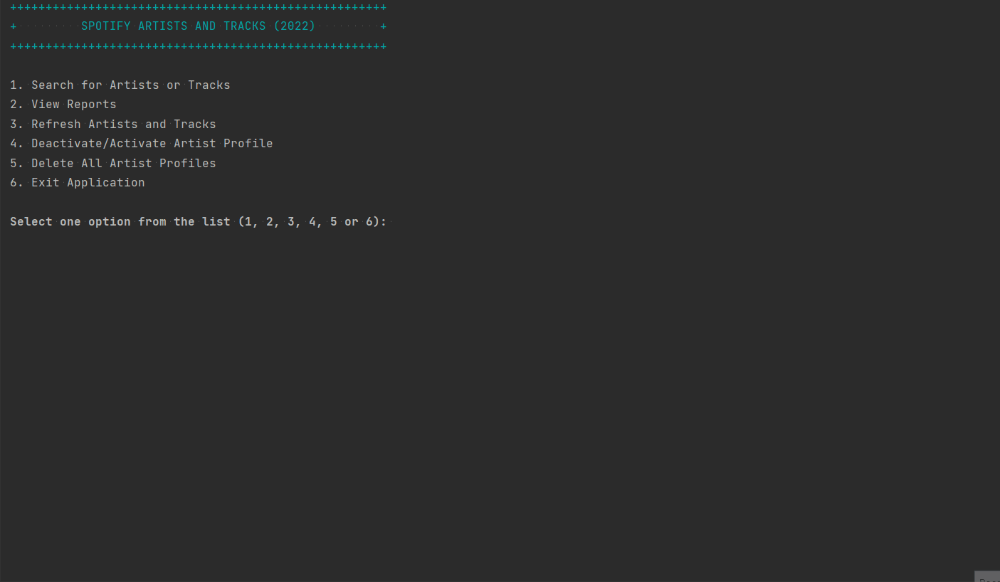 +++++++++++++++++++++++++++++++++++++++++++++++++++++
+         SPOTIFY ARTISTS AND TRACKS (2022)         +
+++++++++++++++++++++++++++++++++++++++++++++++++++++
1. Search for Artists or Tracks
2. View Reports
3. Refresh Artists and Tracks
4. Deactivate/Activate Artist Profile
5. Delete All Artist Profiles
6. Exit Application
Select one option from the list (1, 2, 3, 4, 5 or 6):